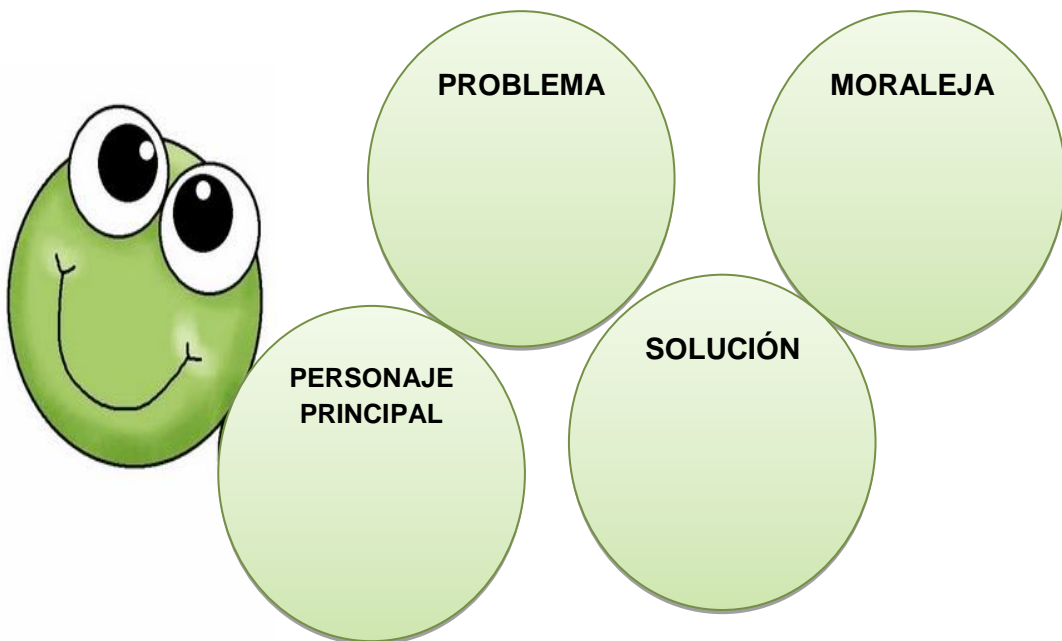 PROBLEMA
MORALEJA
SOLUCIÓN
PERSONAJE
PRINCIPAL